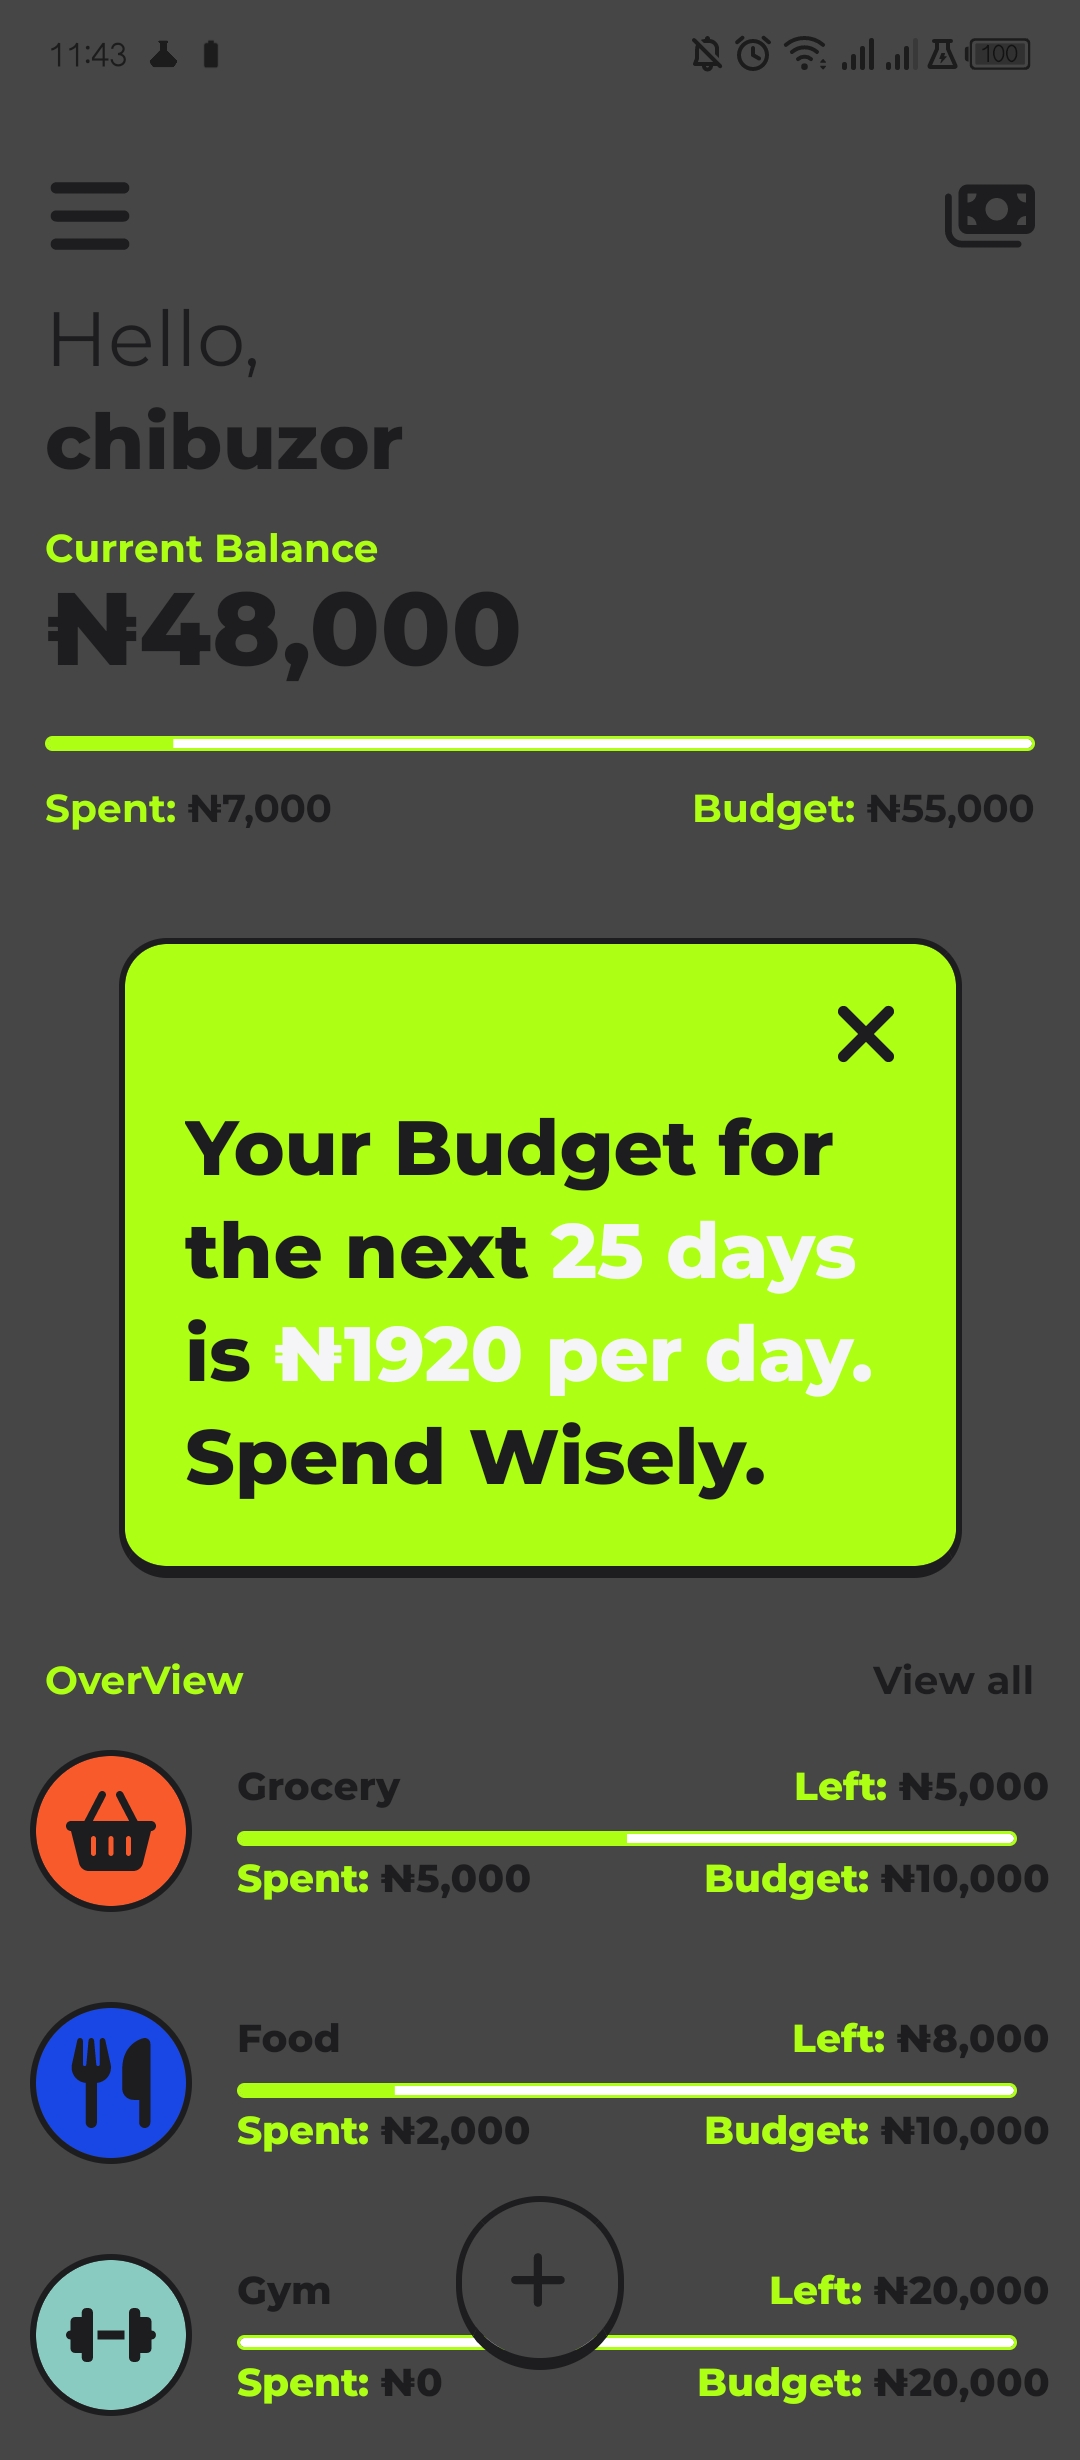 11:43
100
Hello,
chibuzor
Current Balance
₦48,000
Spent: ₦7,000 Budget: ₦55,000
Your Budget for
the next 25 days
is ₦1920 per day.
Spend Wisely.
OverView View all
Grocery Left: ₦5,000
Spent: ₦5,000 Budget: ₦10,000
Food Left: ₦8,000
Spent: ₦2,000 Budget: ₦10,000
Gym Left: ₦20,000
Spent: ₦0 Budget: ₦20,000